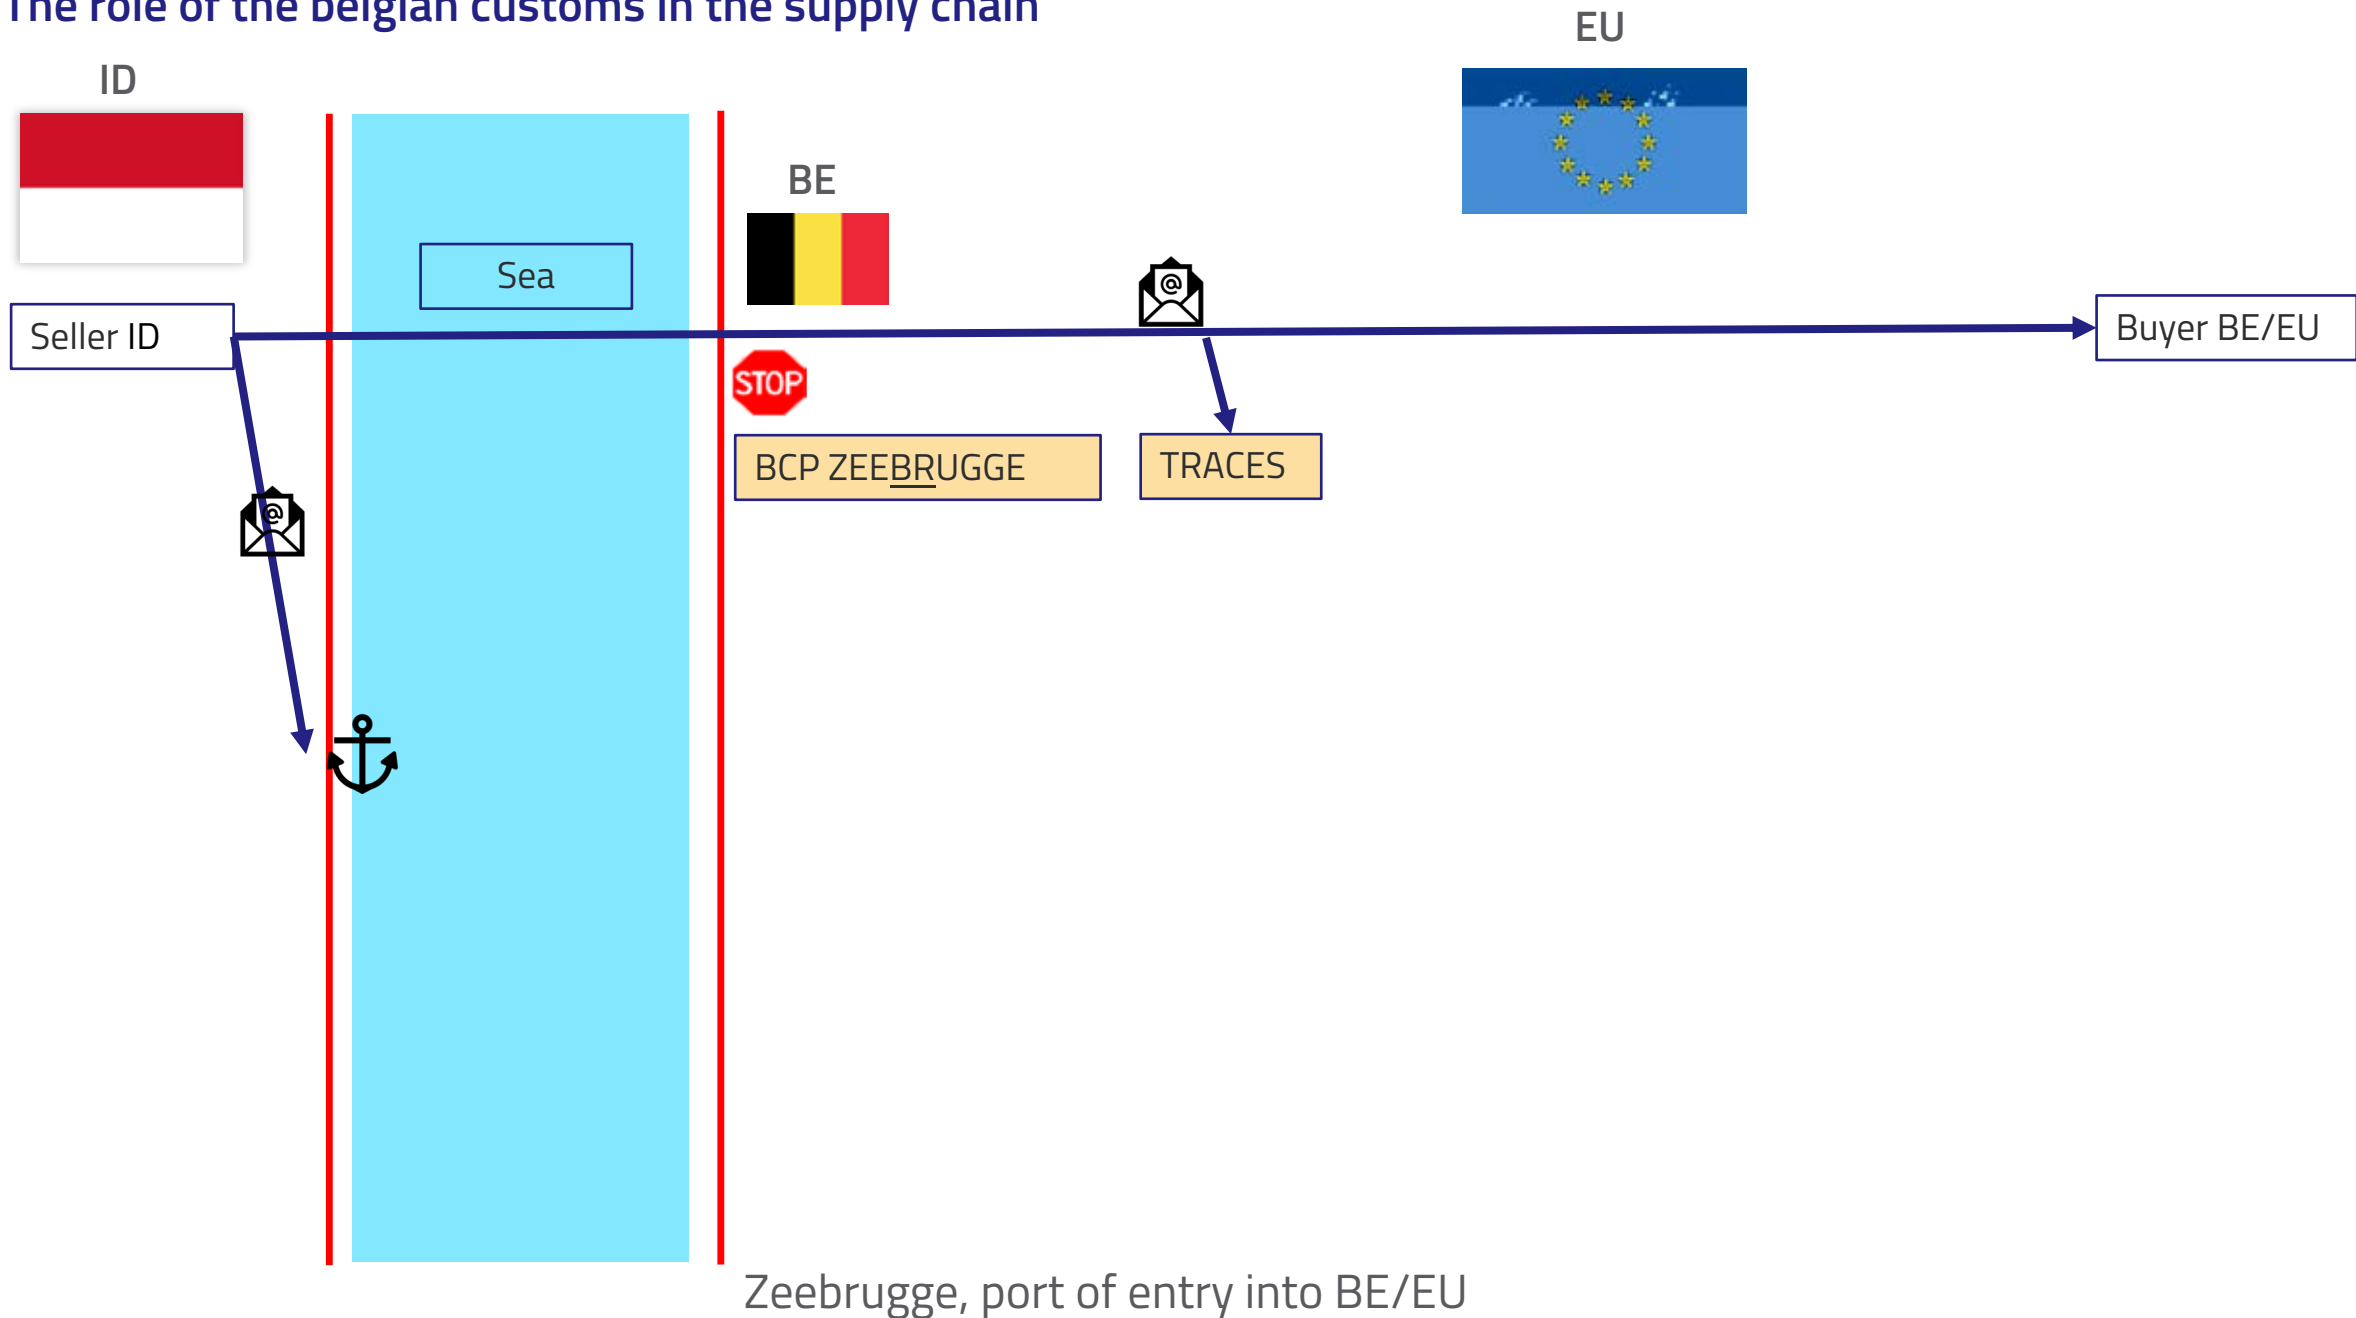 The role of the belgian customs in the supply chain
EU
ID
BE
Sea
Seller ID
Buyer BE/EU
STOP
BCP ZEEBRUGGE
TRACES
Zeebrugge, port of entry into BE/EU